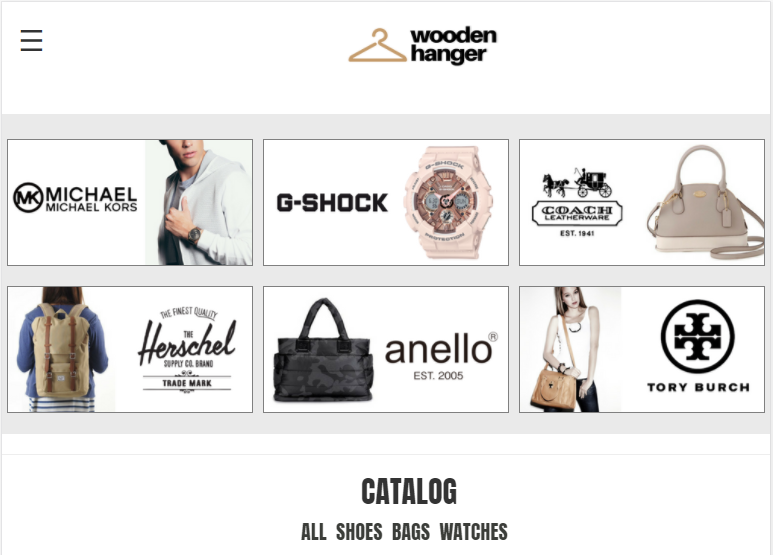 wooden
hanger
MK MICHAEL
MICHAEL KORS
G-SHOCK
G-SHOCK
PROTECTION
COACH
LEATHERWARE
EST. 1941
THE FINEST QUALITY
THE
Herschel
SUPPLY CO. BRAND
TRADE MARK
anello®
EST. 2005
TORY BURCH
CATALOG
ALL SHOES BAGS WATCHES